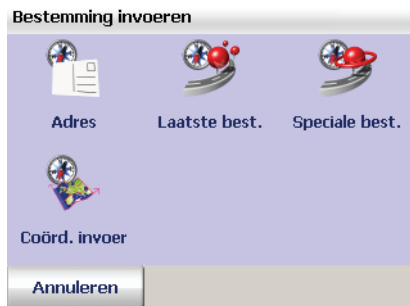 Bestemming invoeren
Adres
Laatste best.
Speciale best.
Coörd. invoer
Annuleren